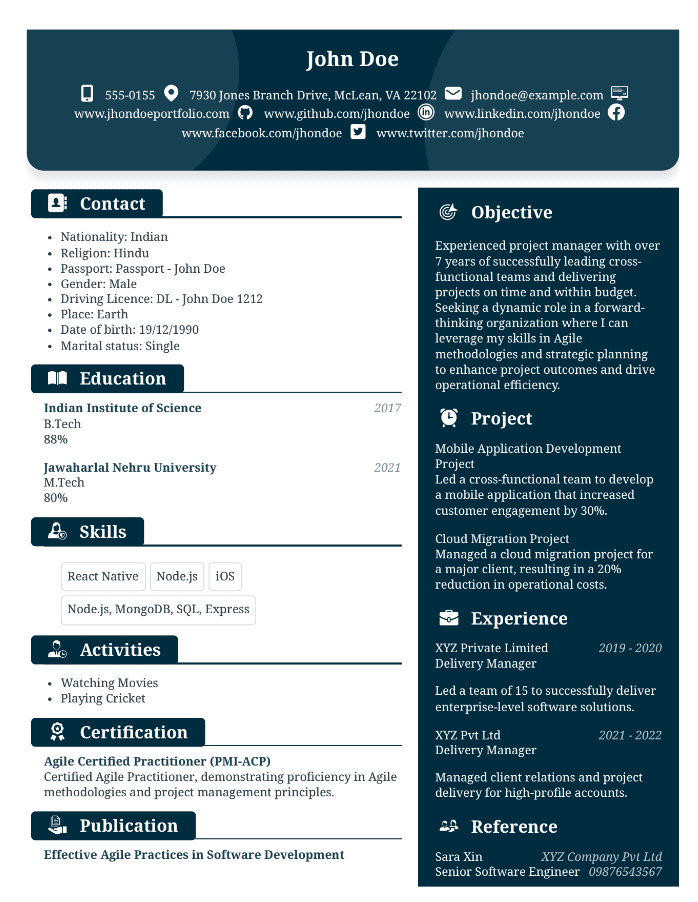 John Doe
555-0155 7930 Jones Branch Drive, McLean, VA 22102 jhondoe@example.com
www.jhondoeportfolio.com www.github.com/jhondoe www.linkedin.com/jhondoe
www.facebook.com/jhondoe www.twitter.com/jhondoe
Contact
• Nationality: Indian
• Religion: Hindu
• Passport: Passport - John Doe
• Gender: Male
• Driving Licence: DL - John Doe 1212
• Place: Earth
• Date of birth: 19/12/1990
• Marital status: Single
Education
Indian Institute of Science 2017
B.Tech
88%
Jawaharlal Nehru University 2021
M.Tech
80%
Skills
React Native Node.js iOS
Node.js, MongoDB, SQL, Express
Activities
• Watching Movies
• Playing Cricket
Certification
Agile Certified Practitioner (PMI-ACP)
Certified Agile Practitioner, demonstrating proficiency in Agile
methodologies and project management principles.
Publication
Effective Agile Practices in Software Development
Objective
Experienced project manager with over
7 years of successfully leading cross-
functional teams and delivering
projects on time and within budget.
Seeking a dynamic role in a forward-
thinking organization where I can
leverage my skills in Agile
methodologies and strategic planning
to enhance project outcomes and drive
operational efficiency.
Project
Mobile Application Development
Project
Led a cross-functional team to develop
a mobile application that increased
customer engagement by 30%.
Cloud Migration Project
Managed a cloud migration project for
a major client, resulting in a 20%
reduction in operational costs.
Experience
XYZ Private Limited 2019 - 2020
Delivery Manager
Led a team of 15 to successfully deliver
enterprise-level software solutions.
XYZ Pvt Ltd 2021 - 2022
Delivery Manager
Managed client relations and project
delivery for high-profile accounts.
Reference
Sara Xin XYZ Company Pvt Ltd
Senior Software Engineer 09876543567